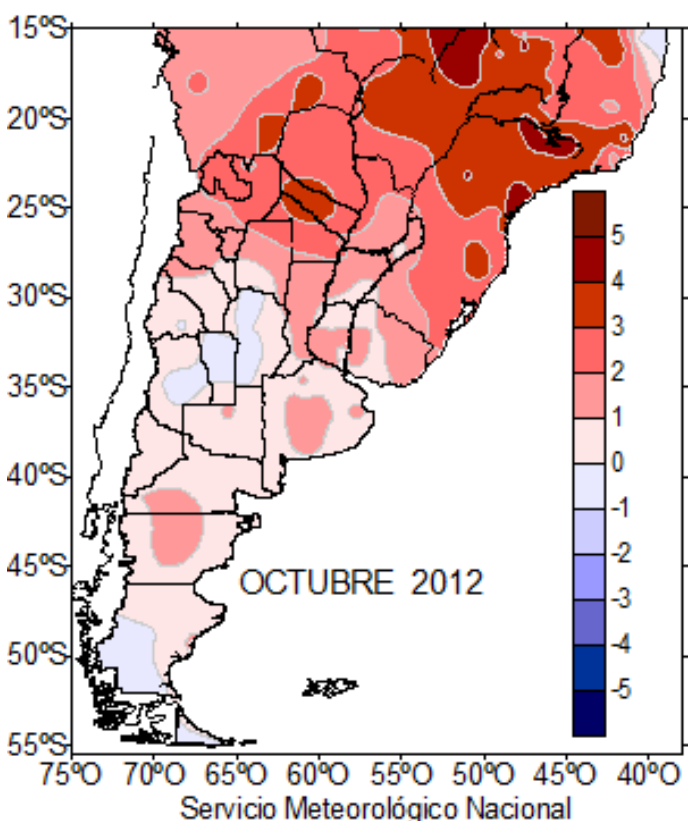 15ºS
20ºS
25ºS
30ºS
35ºS
40ºS
45ºS
50ºS
55ºS
5
4
3
2
1
0
-1
-2
-3
-4
-5
OCTUBRE 2012
75ºO 70ºO 65ºO 60ºO 55ºO 50ºO 45ºO 40ºO
Servicio Meteorológico Nacional